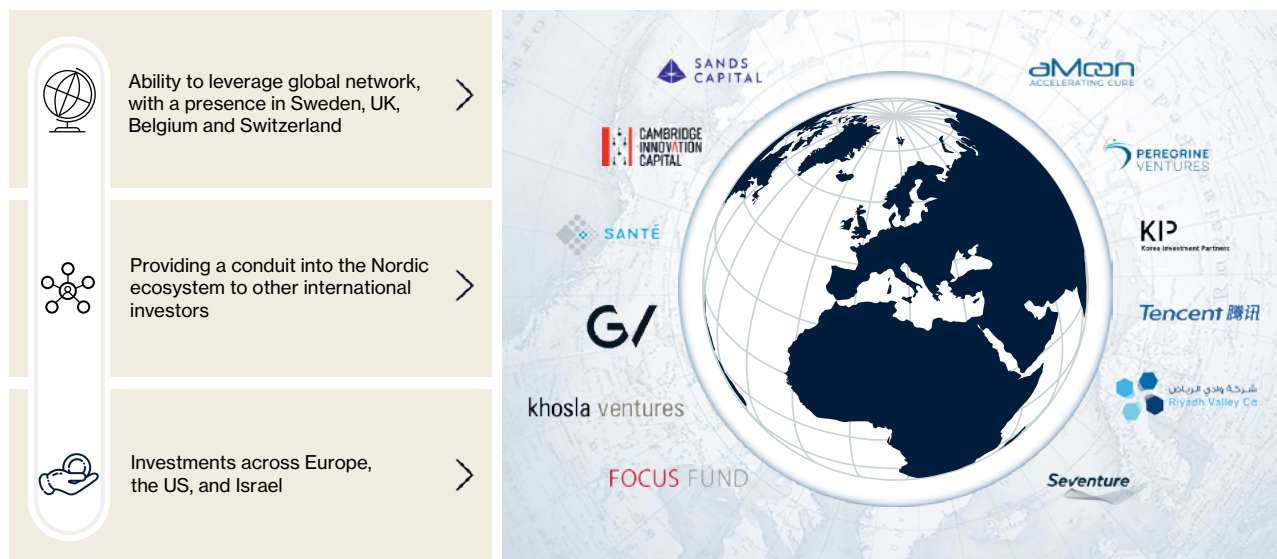 Ability to leverage global network,
with a presence in Sweden, UK,
Belgium and Switzerland
Providing a conduit into the Nordic
ecosystem to other international
investors
Investments across Europe,
the US, and Israel
SANDS
CAPITAL
CAMBRIDGE
INNOVATION
CAPITAL
SANTÉ
GV
khosla ventures
FOCUS FUND
aMoon
ACCELERATING CURE
PEREGRINE
VENTURES
KIP
Korea Investment Partners
Tencent 腾讯
شركة وادي الرياض
Riyadh Valley Co
Seventure